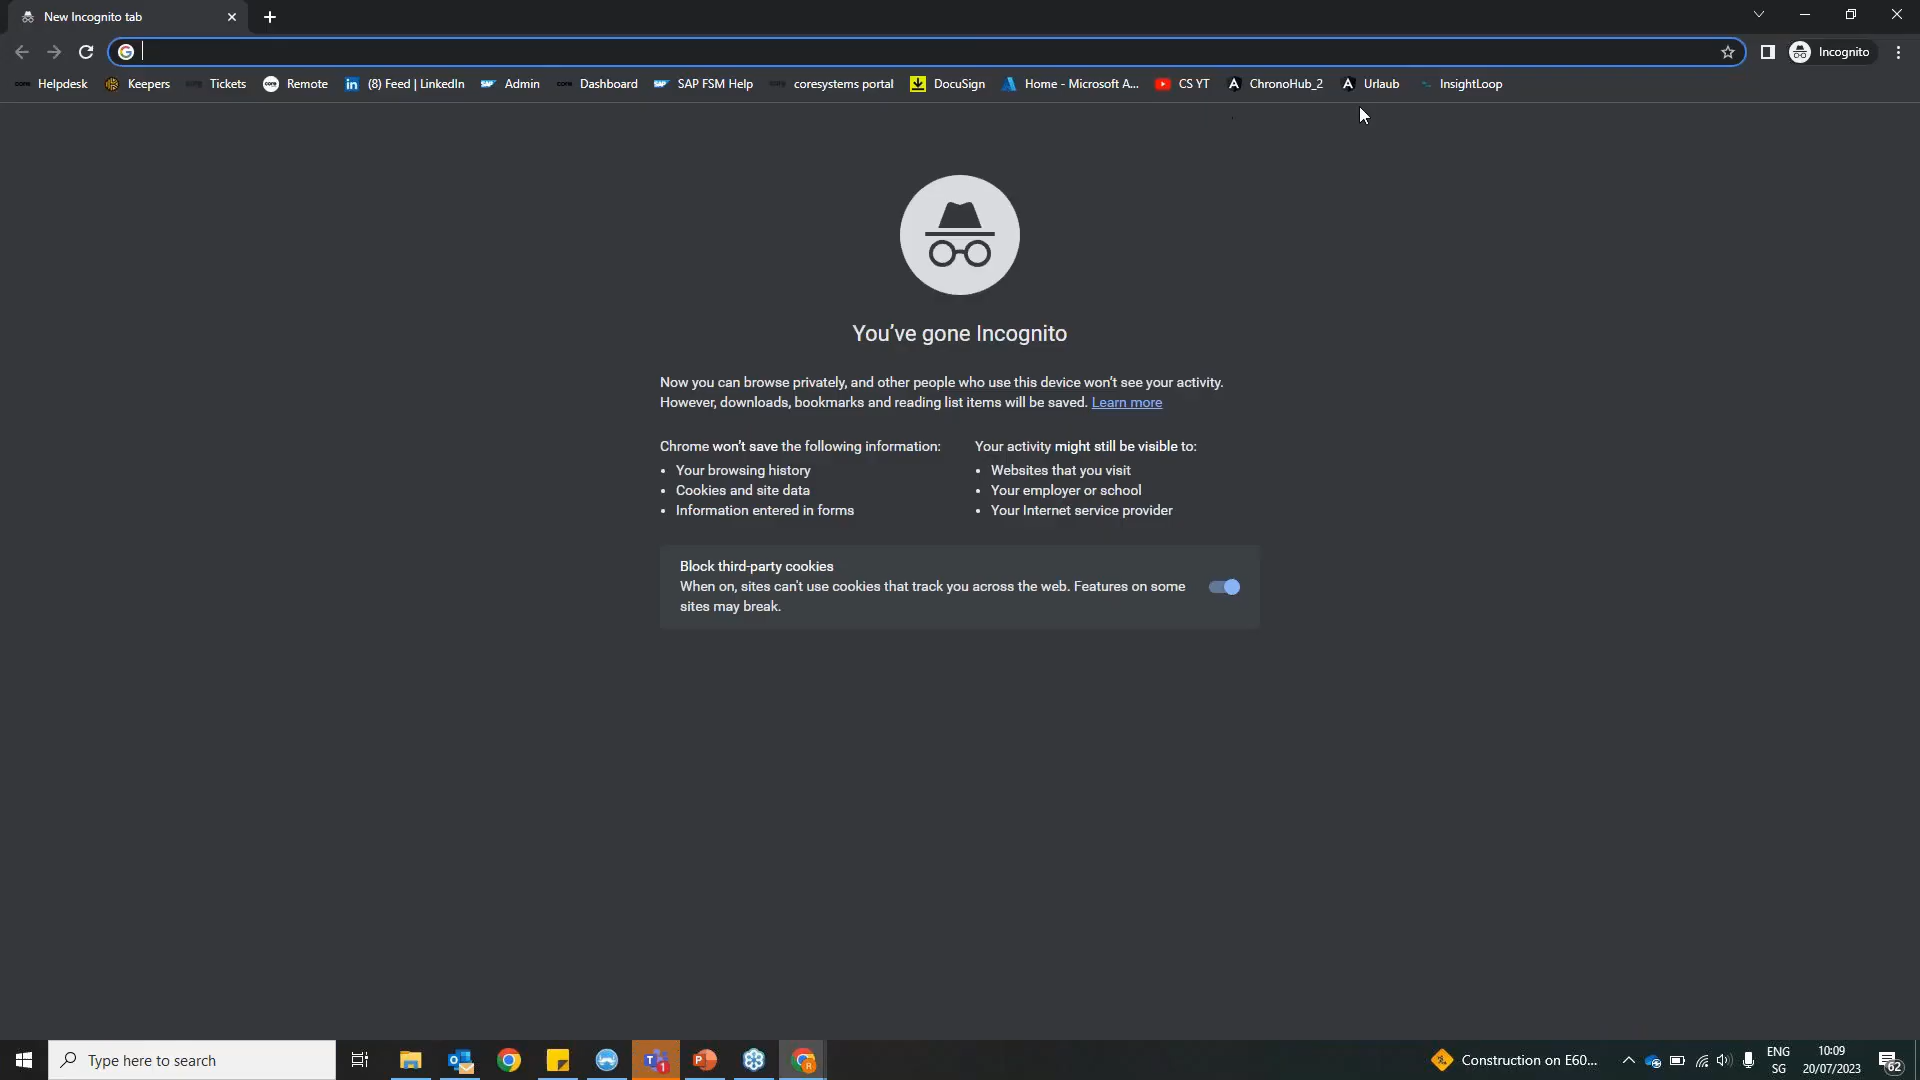 New Incognito tab
Incognito
Helpdesk Keepers Tickets Remote (8) Feed | LinkedIn Admin Dashboard SAP FSM Help coresystems portal DocuSign Home - Microsoft A... CS YT ChronoHub_2 Urlaub InsightLoop
You've gone Incognito
Now you can browse privately, and other people who use this device won't see your activity.
However, downloads, bookmarks and reading list items will be saved. Learn more
Chrome won't save the following information:
• Your browsing history
• Cookies and site data
• Information entered in forms
Your activity might still be visible to:
• Websites that you visit
• Your employer or school
• Your Internet service provider
Block third-party cookies
When on, sites can't use cookies that track you across the web. Features on some
sites may break.
Type here to search
Construction on E60...
ENG
SG
10:09
20/07/2023
62